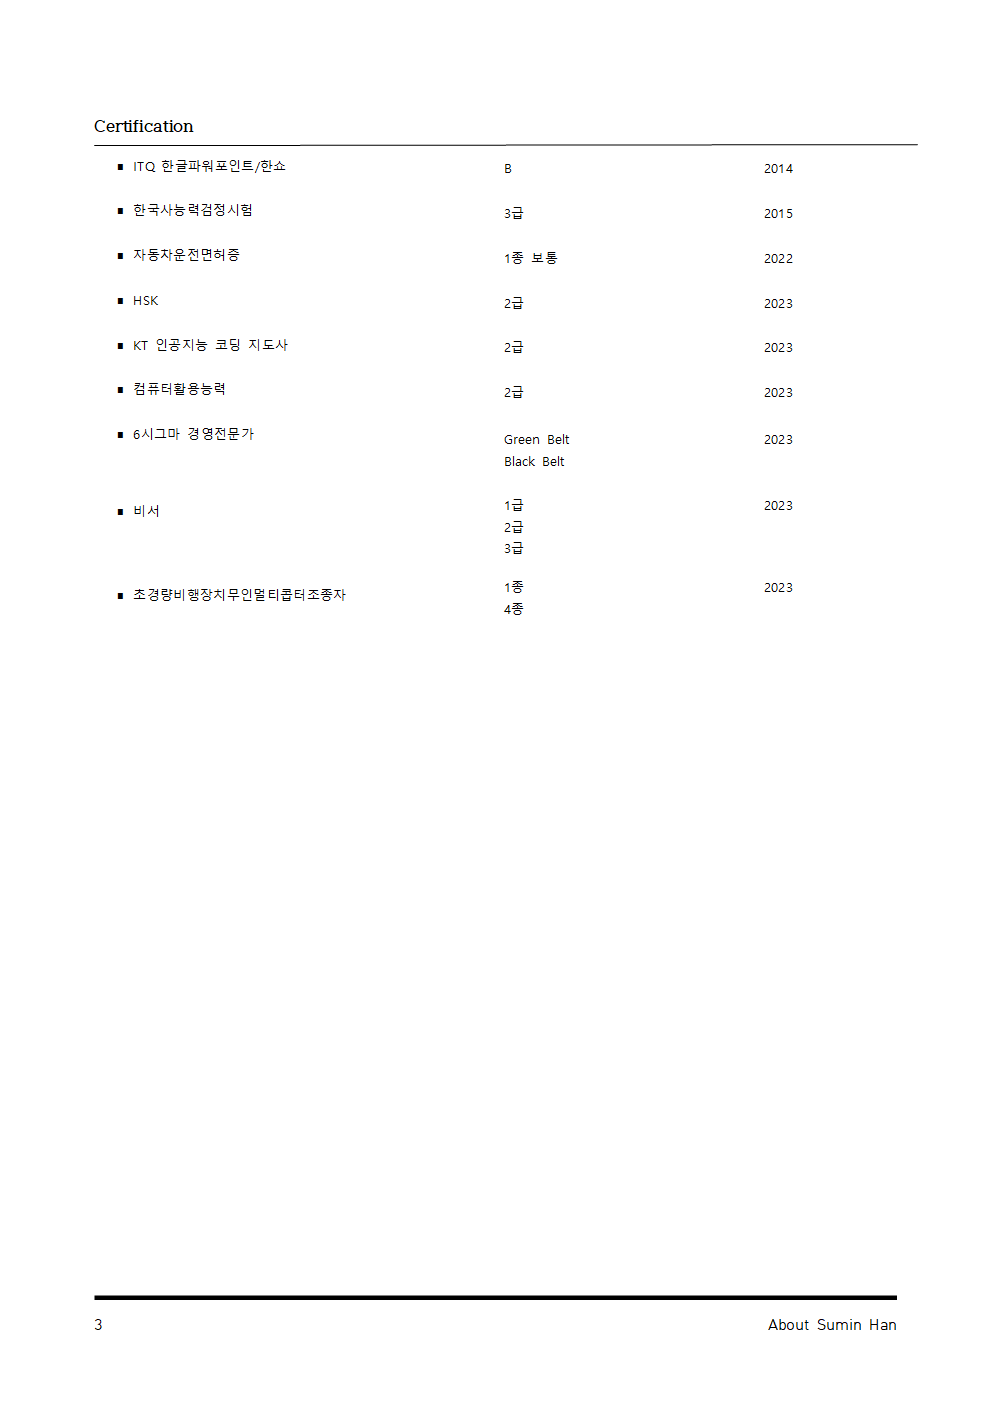 Certification
▪ ITQ 한글파워포인트/한쇼 B 2014
▪ 한국사능력검정시험 3급 2015
▪ 자동차운전면허증 1종 보통 2022
▪ HSK 2급 2023
▪ KT 인공지능 코딩 지도사 2급 2023
▪ 컴퓨터활용능력 2급 2023
▪ 6시그마 경영전문가 Green Belt 2023
Black Belt
▪ 비서 1급 2023
2급
3급
▪ 초경량비행장치무인멀티콥터조종자 1종 2023
4종
3 About Sumin Han